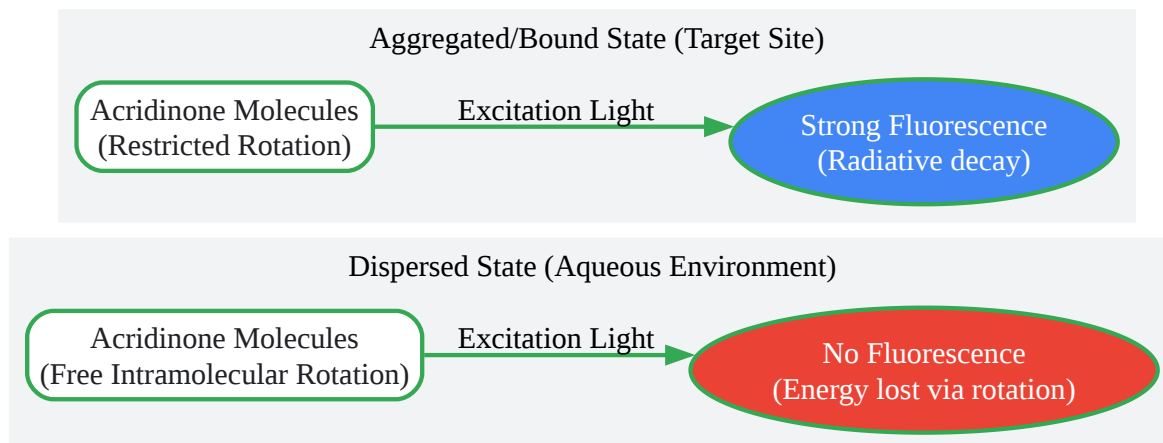 Aggregated/Bound State (Target Site)
Acridinone Molecules
(Restricted Rotation)
Excitation Light
Strong Fluorescence
(Radiative decay)
Dispersed State (Aqueous Environment)
Acridinone Molecules
(Free Intramolecular Rotation)
Excitation Light
No Fluorescence
(Energy lost via rotation)